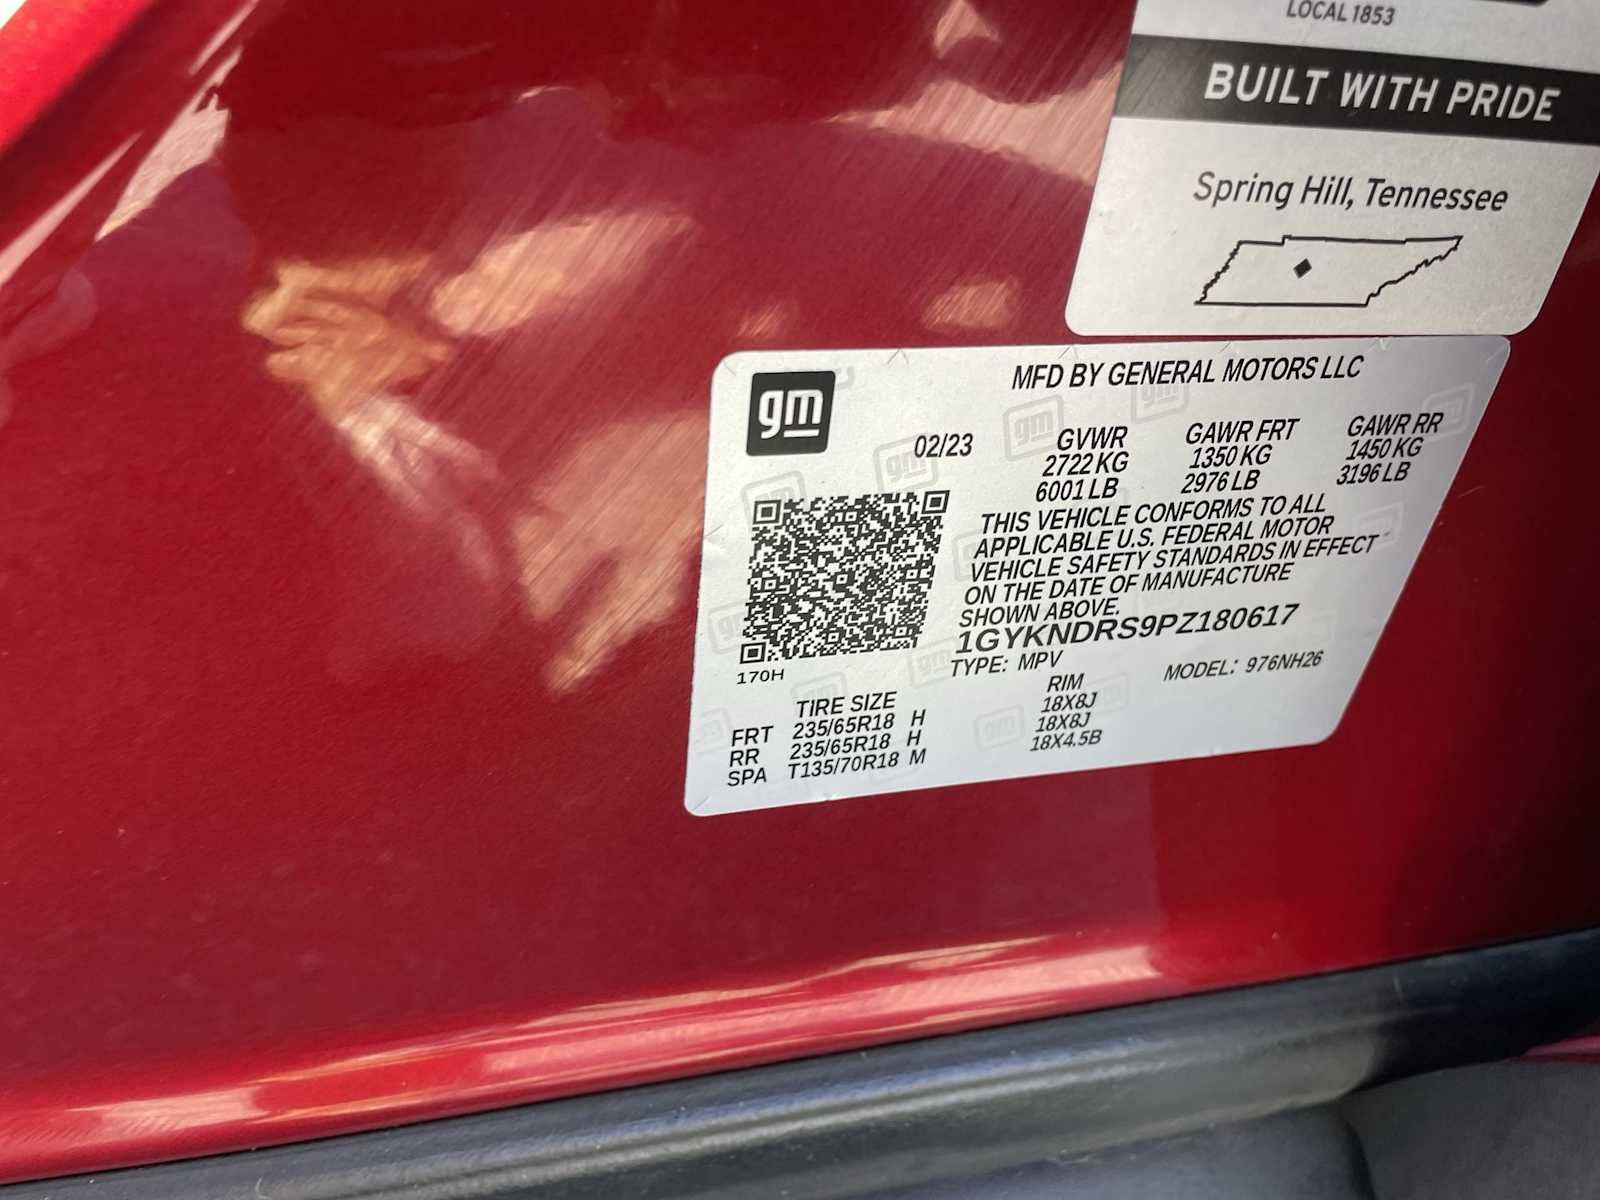 LOCAL 1853
BUILT WITH PRIDE
Spring Hill, Tennessee
gm
MFD BY GENERAL MOTORS LLC
02/23 GVWR GAWR FRT GAWR RR
2722 KG 1350 KG 1450 KG
6001 LB 2976 LB 3196 LB
THIS VEHICLE CONFORMS TO ALL
APPLICABLE U.S. FEDERAL MOTOR
VEHICLE SAFETY STANDARDS IN EFFECT
ON THE DATE OF MANUFACTURE
SHOWN ABOVE.
1GYKNDRS9PZ180617
170H
TYPE: MPV MODEL: 976NH26
TIRE SIZE RIM
FRT 235/65R18 H 18X8J
RR 235/65R18 H 18X8J
SPA T135/70R18 M 18X4.5B